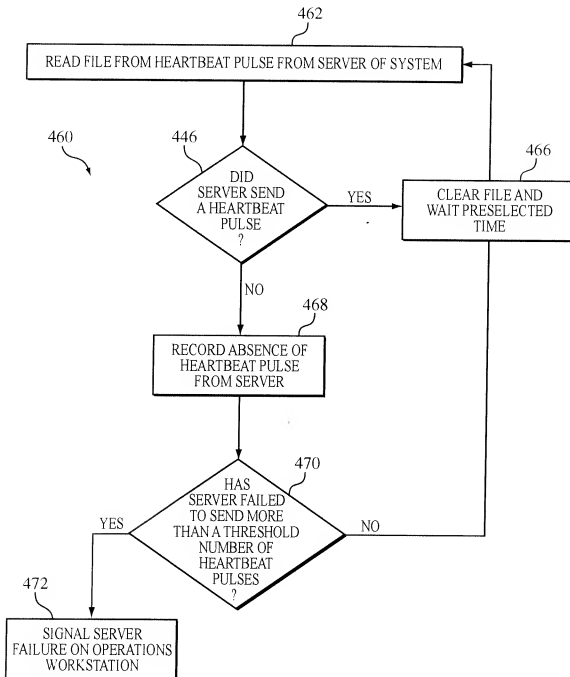 462
READ FILE FROM HEARTBEAT PULSE FROM SERVER OF SYSTEM
460
446
DID
SERVER SEND
A HEARTBEAT
PULSE
?
YES
466
CLEAR FILE AND
WAIT PRESELECTED
TIME
NO
468
RECORD ABSENCE OF
HEARTBEAT PULSE
FROM SERVER
470
HAS
SERVER FAILED
TO SEND MORE
THAN A THRESHOLD
NUMBER OF
HEARTBEAT
PULSES
?
YES
NO
472
SIGNAL SERVER
FAILURE ON OPERATIONS
WORKSTATION